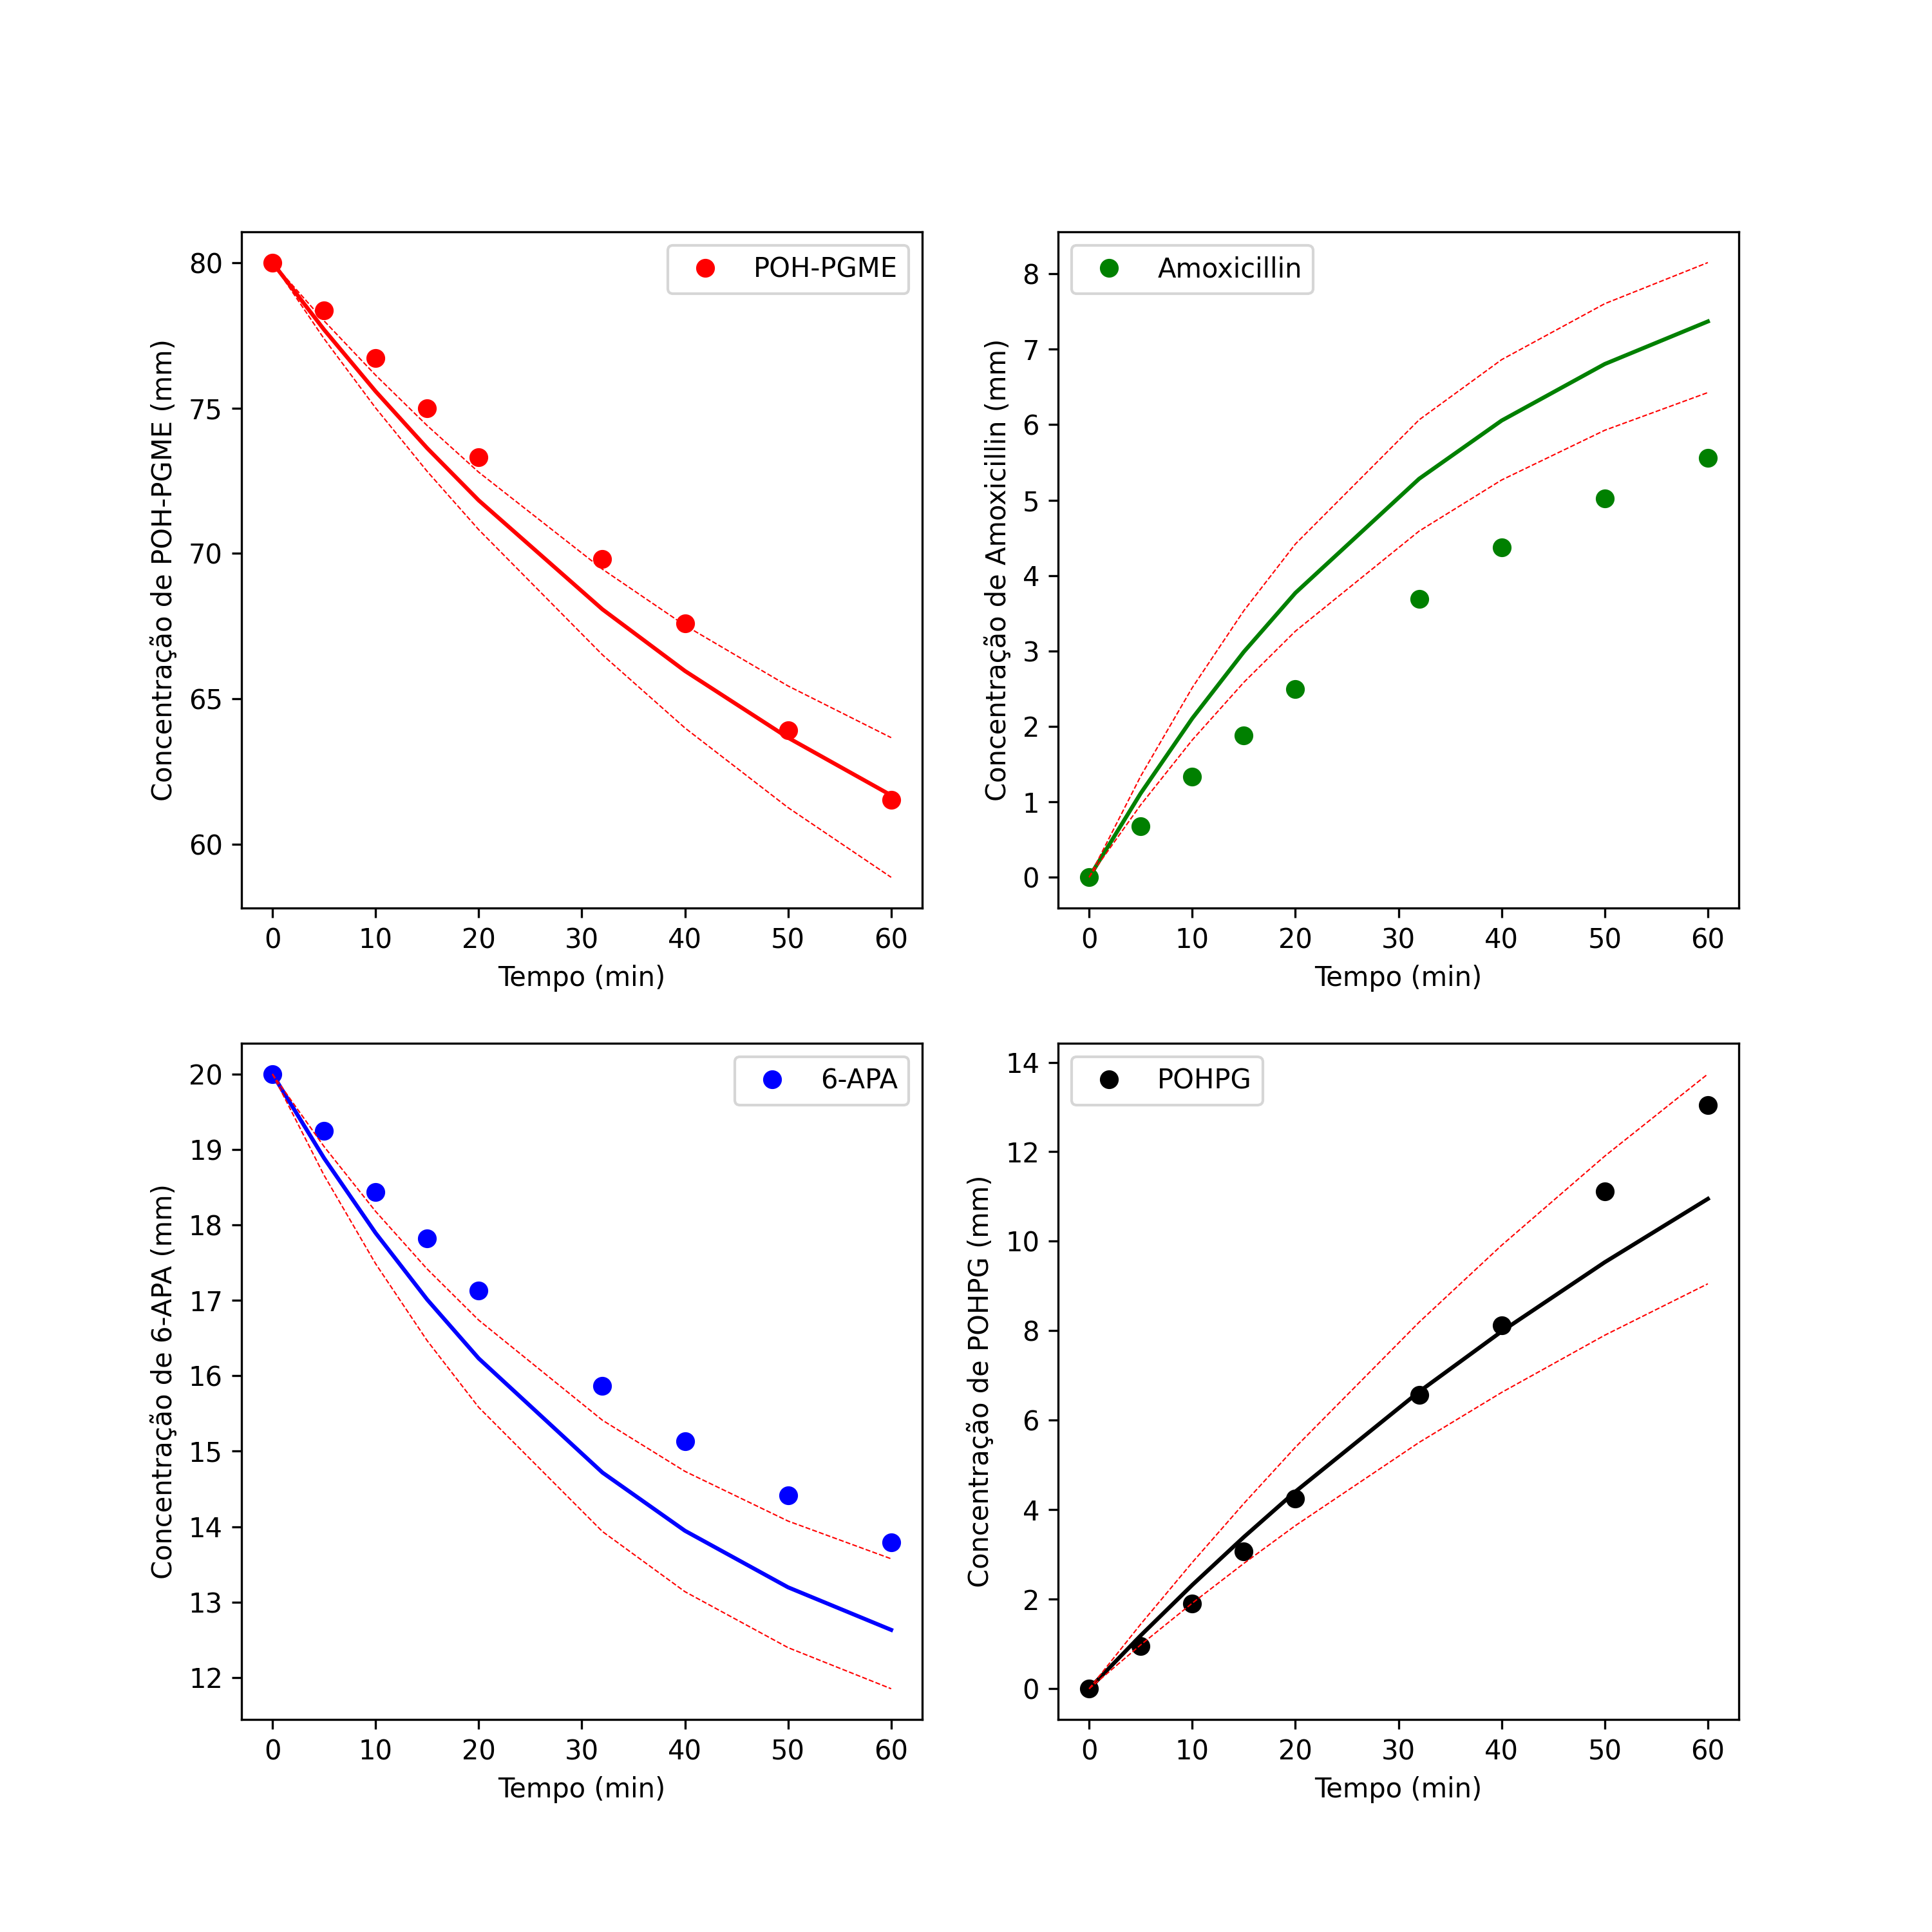 POH-PGME
Concentração de POH-PGME (mm)
80
75
70
65
60
0 10 20 30 40 50 60
Tempo (min)
Amoxicillin
Concentração de Amoxicillin (mm)
8
7
6
5
4
3
2
1
0
0 10 20 30 40 50 60
Tempo (min)
6-APA
Concentração de 6-APA (mm)
20
19
18
17
16
15
14
13
12
0 10 20 30 40 50 60
Tempo (min)
POHPG
Concentração de POHPG (mm)
14
12
10
8
6
4
2
0
0 10 20 30 40 50 60
Tempo (min)